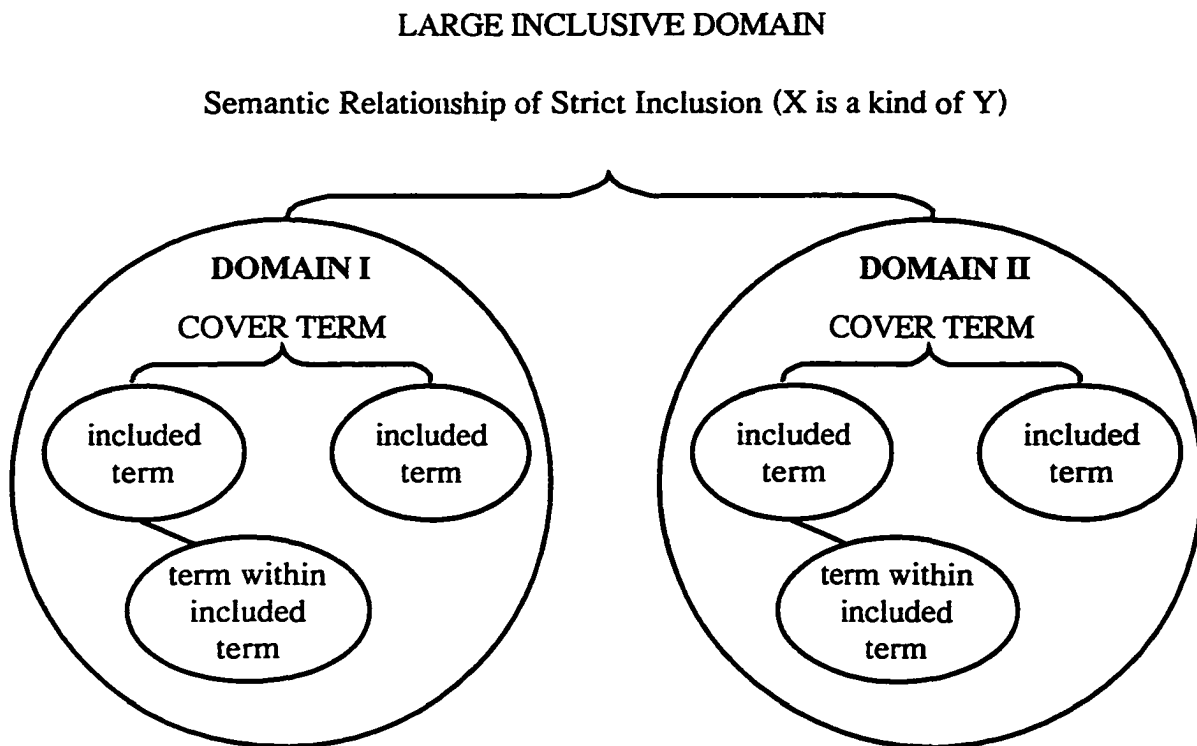 LARGE INCLUSIVE DOMAIN
Semantic Relationship of Strict Inclusion (X is a kind of Y)
DOMAIN I
COVER TERM
included
term
included
term
term within
included
term
DOMAIN II
COVER TERM
included
term
included
term
term within
included
term